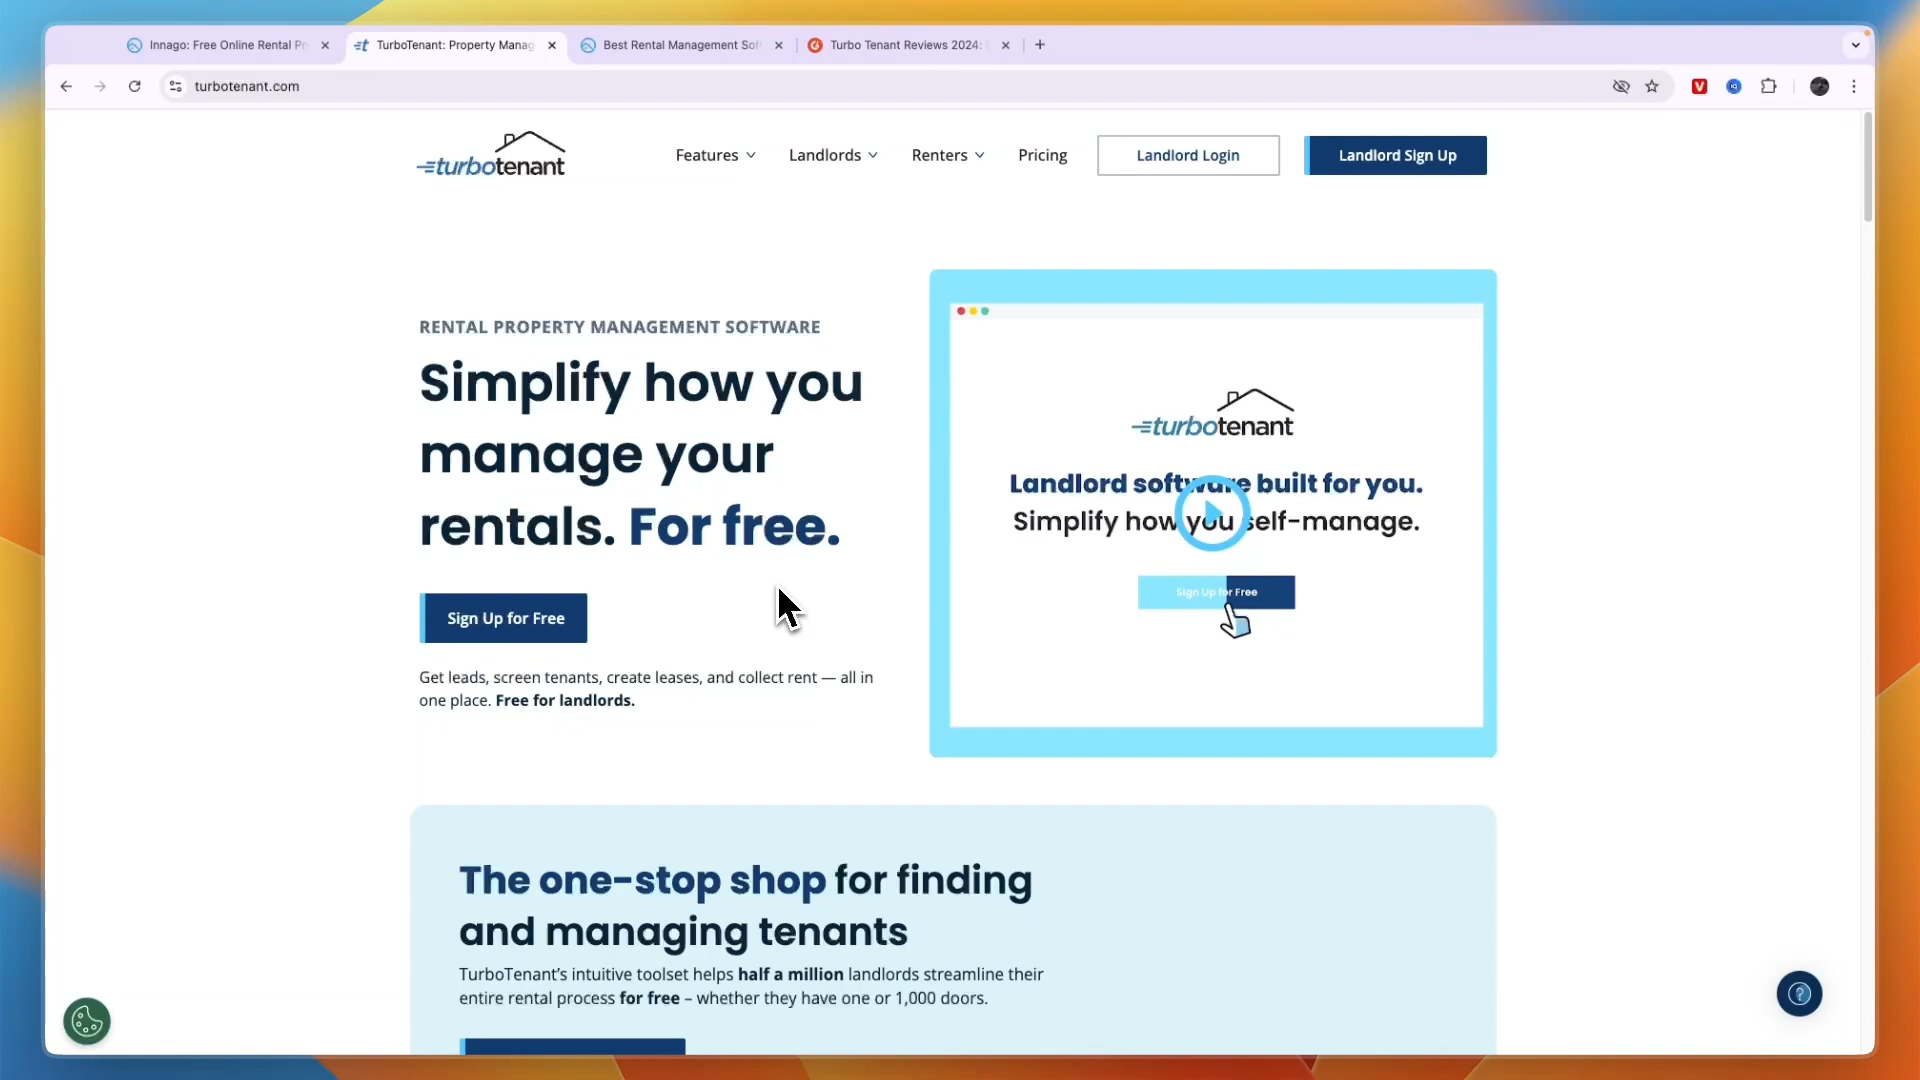 Innago: Free Online Rental Pr
TurboTenant: Property Manag
Best Rental Management Sof
Turbo Tenant Reviews 2024:
turbotenant.com
turbotenant
Features
Landlords
Renters
Pricing
Landlord Login
Landlord Sign Up
RENTAL PROPERTY MANAGEMENT SOFTWARE
Simplify how you
manage your
rentals. For free.
Sign Up for Free
Get leads, screen tenants, create leases, and collect rent — all in
one place. Free for landlords.
turbotenant
Landlord software built for you.
Simplify how you self-manage.
Sign Up for Free
The one-stop shop for finding
and managing tenants
TurboTenant's intuitive toolset helps half a million landlords streamline their
entire rental process for free – whether they have one or 1,000 doors.